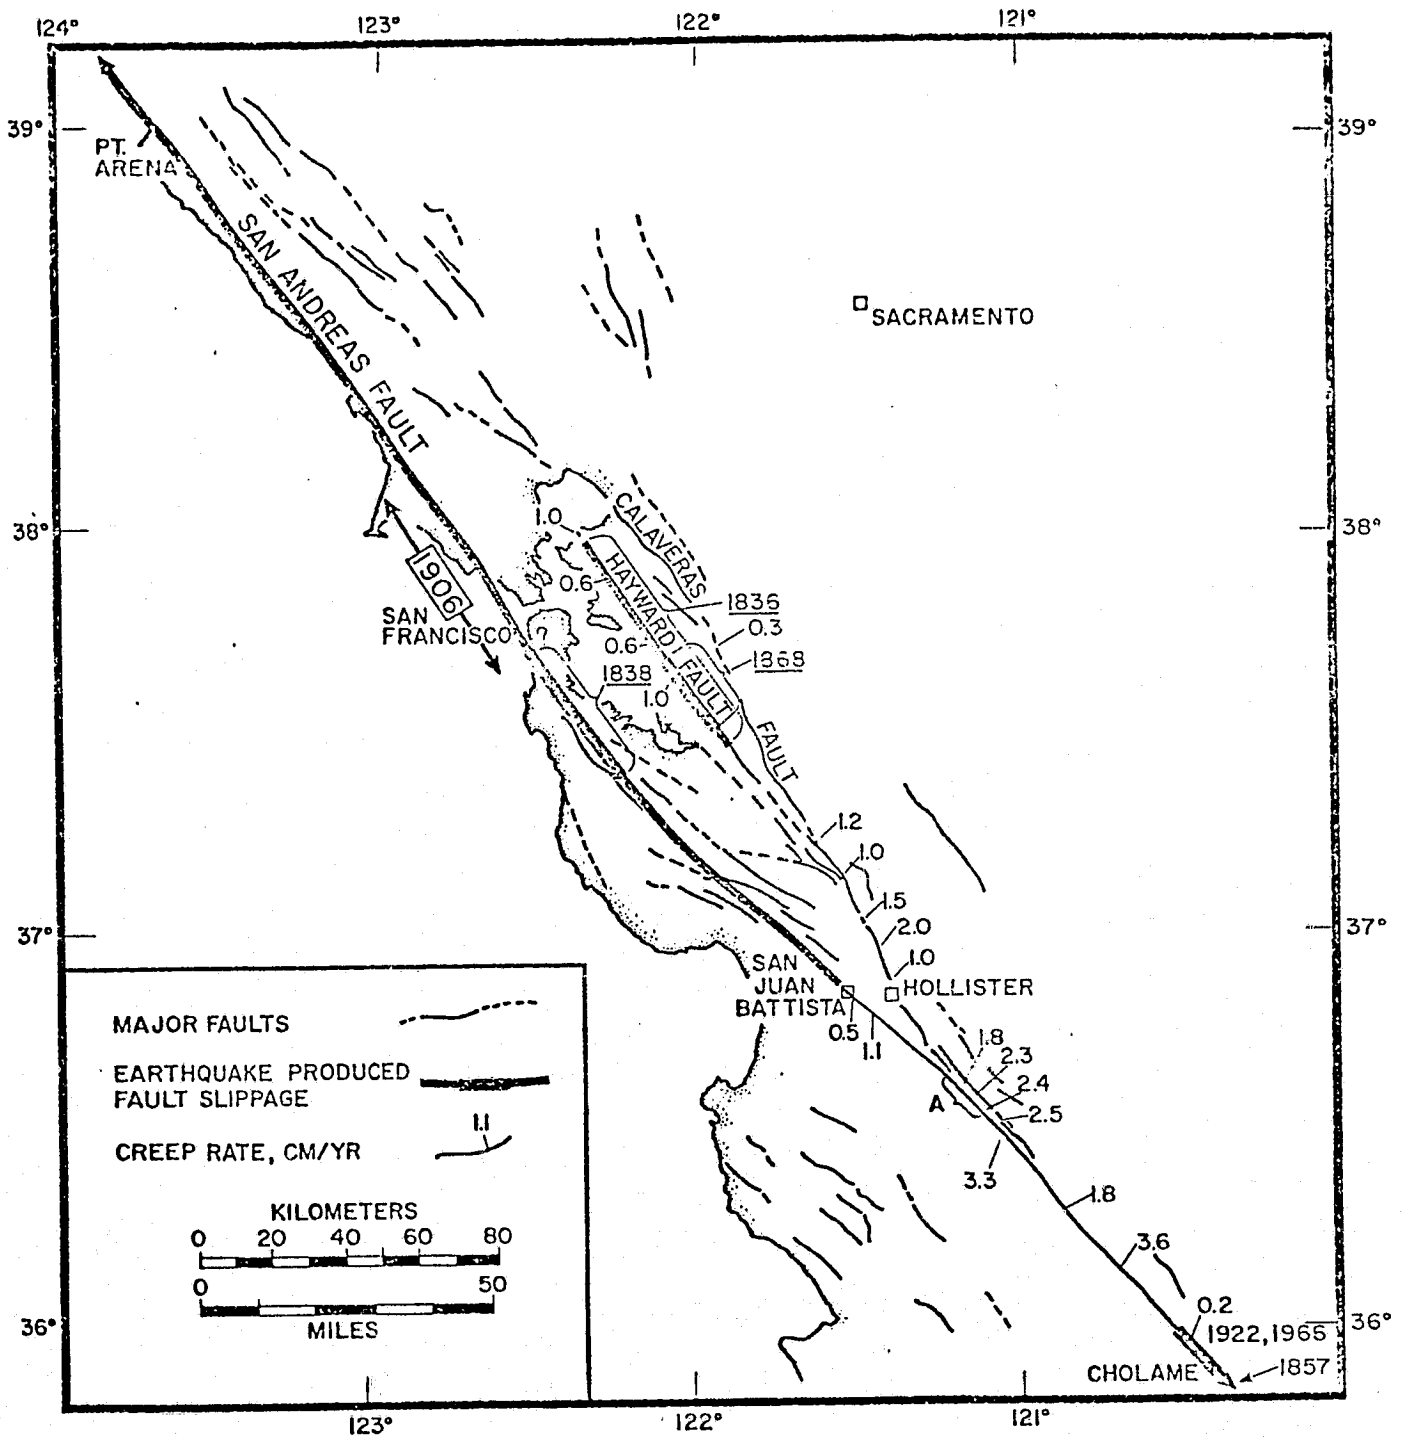 124°
123°
122°
121°
39°
39°
PT.
ARENA
SAN ANDREAS FAULT
SACRAMENTO
CALAVERAS
38°
38°
1.0
HAYWARD FAULT
0.6
1906
1836
SAN
FRANCISCO
?
0.3
0.6
1868
1838
1.0
FAULT
1.2
1.0
1.5
2.0
37°
37°
1.0
SAN
JUAN
BATTISTA
HOLLISTER
0.5
1.1
1.8
2.3
2.4
A
2.5
3.3
1.8
3.6
0.2
1922, 1966
CHOLAME
1857
36°
36°
MAJOR FAULTS
EARTHQUAKE PRODUCED
FAULT SLIPPAGE
1.1
CREEP RATE, CM/YR
KILOMETERS
0 20 40 60 80
0 50
MILES
123°
122°
121°